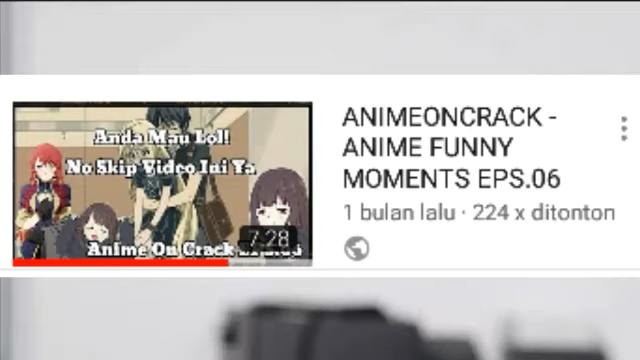 Anda Mau Lol!
No Skip Video Ini Ya
Anime On Crack
7:28
ANIMEONCRACK -
ANIME FUNNY
MOMENTS EPS.06
1 bulan lalu · 224 x ditonton